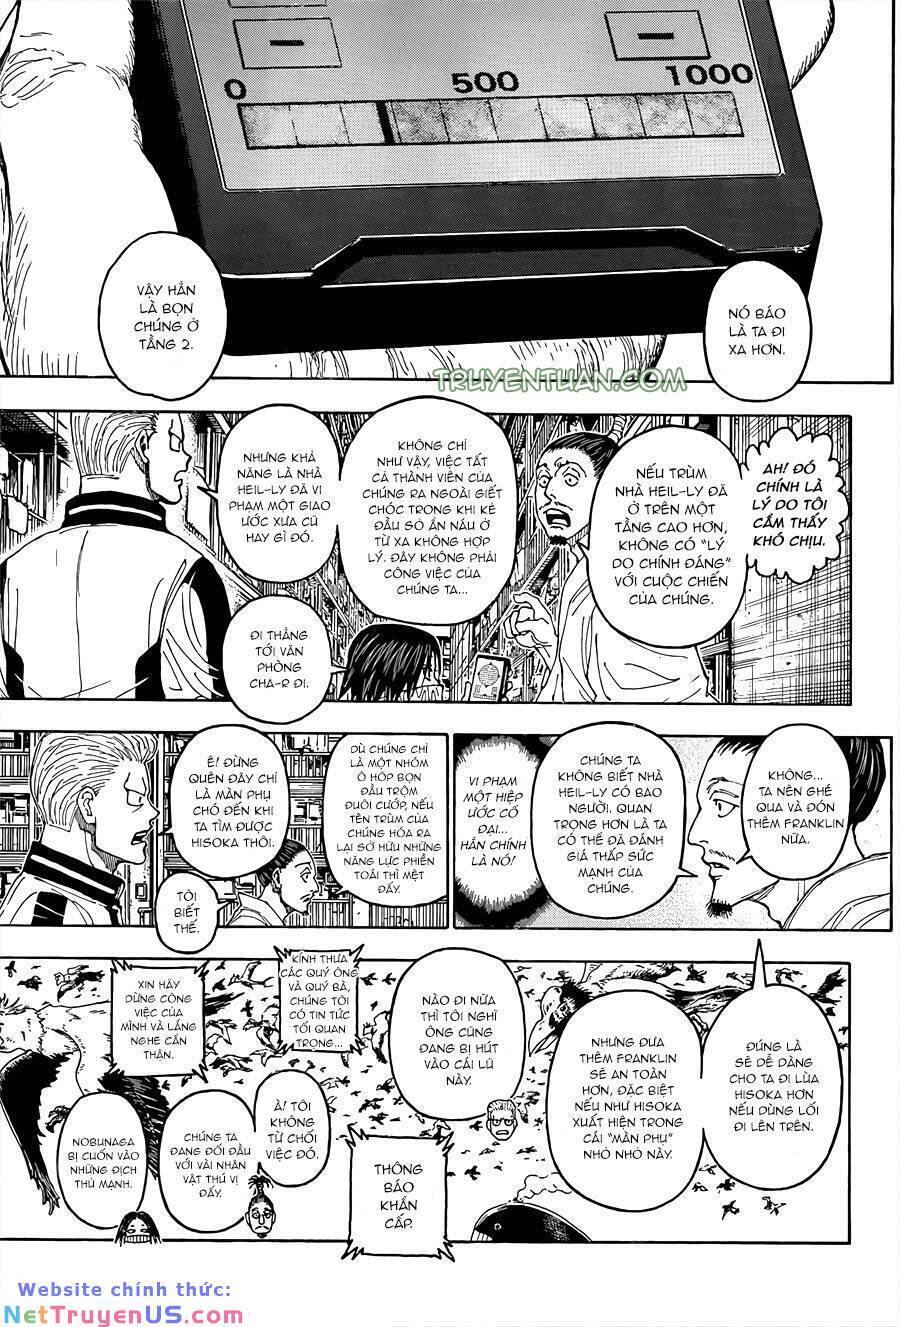 0
500
1000
NÓ BÁO
LÀ TA ĐI
XA HƠN.
VẬY HẲN
LÀ BỌN
CHÚNG Ở
TẦNG 2.
TRUYENTUAN.COM
AH! ĐÓ
CHÍNH LÀ
LÝ DO TÔI
CẢM THẤY
KHÓ CHỊU.
NẾU TRÙM
NHÀ HEIL-LY ĐÃ
Ở TRÊN MỘT
TẦNG CAO HƠN,
KHÔNG CÓ "LÝ
DO CHÍNH ĐÁNG"
VỚI CUỘC CHIẾN
CỦA CHÚNG.
KHÔNG CHỈ
NHƯ VẬY, VIỆC TẤT
CẢ THÀNH VIÊN CỦA
CHÚNG RA NGOÀI GIẾT
CHÓC TRONG KHI KẺ
ĐẦU SỎ ẨN NÁU Ở
TỪ XA KHÔNG HỢP
LÝ. ĐÂY KHÔNG PHẢI
CÔNG VIỆC CỦA
CHÚNG TA...
NHƯNG KHẢ
NĂNG LÀ NHÀ
HEIL-LY ĐÃ VI
PHẠM MỘT GIAO
ƯỚC XƯA CŨ
HAY GÌ ĐÓ.
ĐI THẲNG
TỚI VĂN
PHÒNG
CHA-R ĐI.
KHÔNG...
TA NÊN GHÉ
QUA VÀ ĐÓN
THÊM FRANKLIN
NỮA.
CHÚNG TA
KHÔNG BIẾT NHÀ
HEIL-LY CÓ BAO
NGƯỜI. QUAN
TRỌNG HƠN LÀ TA
CÓ THỂ ĐÃ ĐÁNH
GIÁ THẤP SỨC
MẠNH CỦA
CHÚNG.
VI PHẠM
MỘT HIỆP
ƯỚC CỔ
ĐẠI...
HẲN CHÍNH
LÀ NÓ!
DÙ CHÚNG CHỈ
LÀ MỘT NHÓM
Ô HỢP BỌN
ĐẦU TRỘM
ĐUÔI CƯỚP, NẾU
TÊN TRÙM CỦA
CHÚNG HÓA RA
LẠI SỞ HỮU NHỮNG
NĂNG LỰC PHIỀN
TOÁI THÌ MỆT
ĐẤY.
Ê! ĐỪNG
QUÊN ĐÂY CHỈ
LÀ MÀN PHỤ
CHO ĐẾN KHI
TA TÌM ĐƯỢC
HISOKA THÔI.
TÔI
BIẾT
THẾ.
ĐÚNG LÀ
SẼ DỄ DÀNG
CHO TA ĐI LÙA
HISOKA HƠN
NẾU DÙNG LỐI
ĐI LÊN TRÊN.
NHƯNG ĐƯA
THÊM FRANKLIN
SẼ AN TOÀN
HƠN, ĐẶC BIỆT
NẾU NHƯ HISOKA
XUẤT HIỆN TRONG
CÁI "MÀN PHỤ"
NHỎ NHỎ NÀY.
NÀO ĐI NỮA
THÌ TÔI NGHĨ
ÔNG CŨNG
ĐANG BỊ HÚT
VÀO CÁI LŨ
NÀY.
KÍNH THƯA
CÁC QUÝ ÔNG
VÀ QUÝ BÀ,
CHÚNG TÔI
CÓ TIN TỨC
TỐI QUAN
TRỌNG...
XIN HÃY
DỪNG CÔNG
VIỆC CỦA
MÌNH VÀ LẮNG
NGHE CẨN
THẬN.
THÔNG
BÁO
KHẨN
CẤP.
À! TÔI
KHÔNG
TỪ CHỐI
VIỆC ĐÓ.
CHÚNG TA
ĐANG ĐỐI ĐẦU
VỚI VÀI NHÂN
VẬT THÚ VỊ
ĐẤY.
NOBUNAGA
BỊ CUỐN VÀO
NHỮNG ĐỊCH
THỦ MẠNH.
Website chính thức:
NetTruyenUS.com